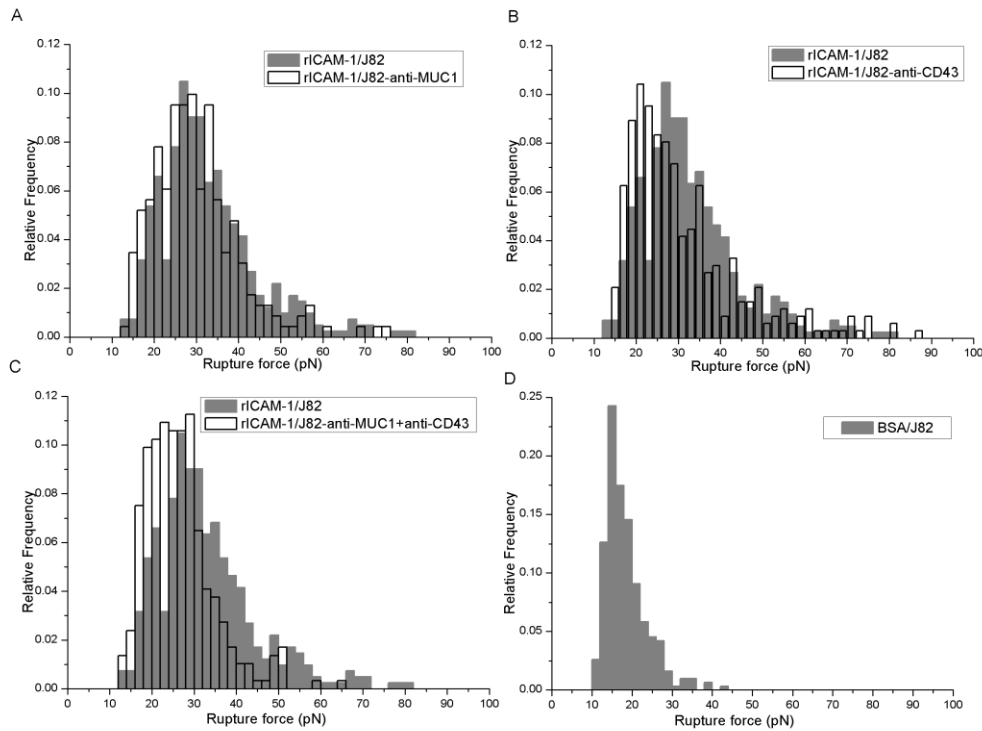 A
0.12
0.10
0.08
0.06
0.04
0.02
0.00
Relative Frequency
rICAM-1/J82
rICAM-1/J82-anti-MUC1
0 10 20 30 40 50 60 70 80 90 100
Rupture force (pN)
B
0.12
0.10
0.08
0.06
0.04
0.02
0.00
Relative Frequency
rICAM-1/J82
rICAM-1/J82-anti-CD43
0 10 20 30 40 50 60 70 80 90 100
Rupture force (pN)
C
0.12
0.10
0.08
0.06
0.04
0.02
0.00
Relative Frequency
rICAM-1/J82
rICAM-1/J82-anti-MUC1+anti-CD43
0 10 20 30 40 50 60 70 80 90 100
Rupture force (pN)
D
0.25
0.20
0.15
0.10
0.05
0.00
Relative Frequency
BSA/J82
0 10 20 30 40 50 60 70 80 90 100
Rupture force (pN)